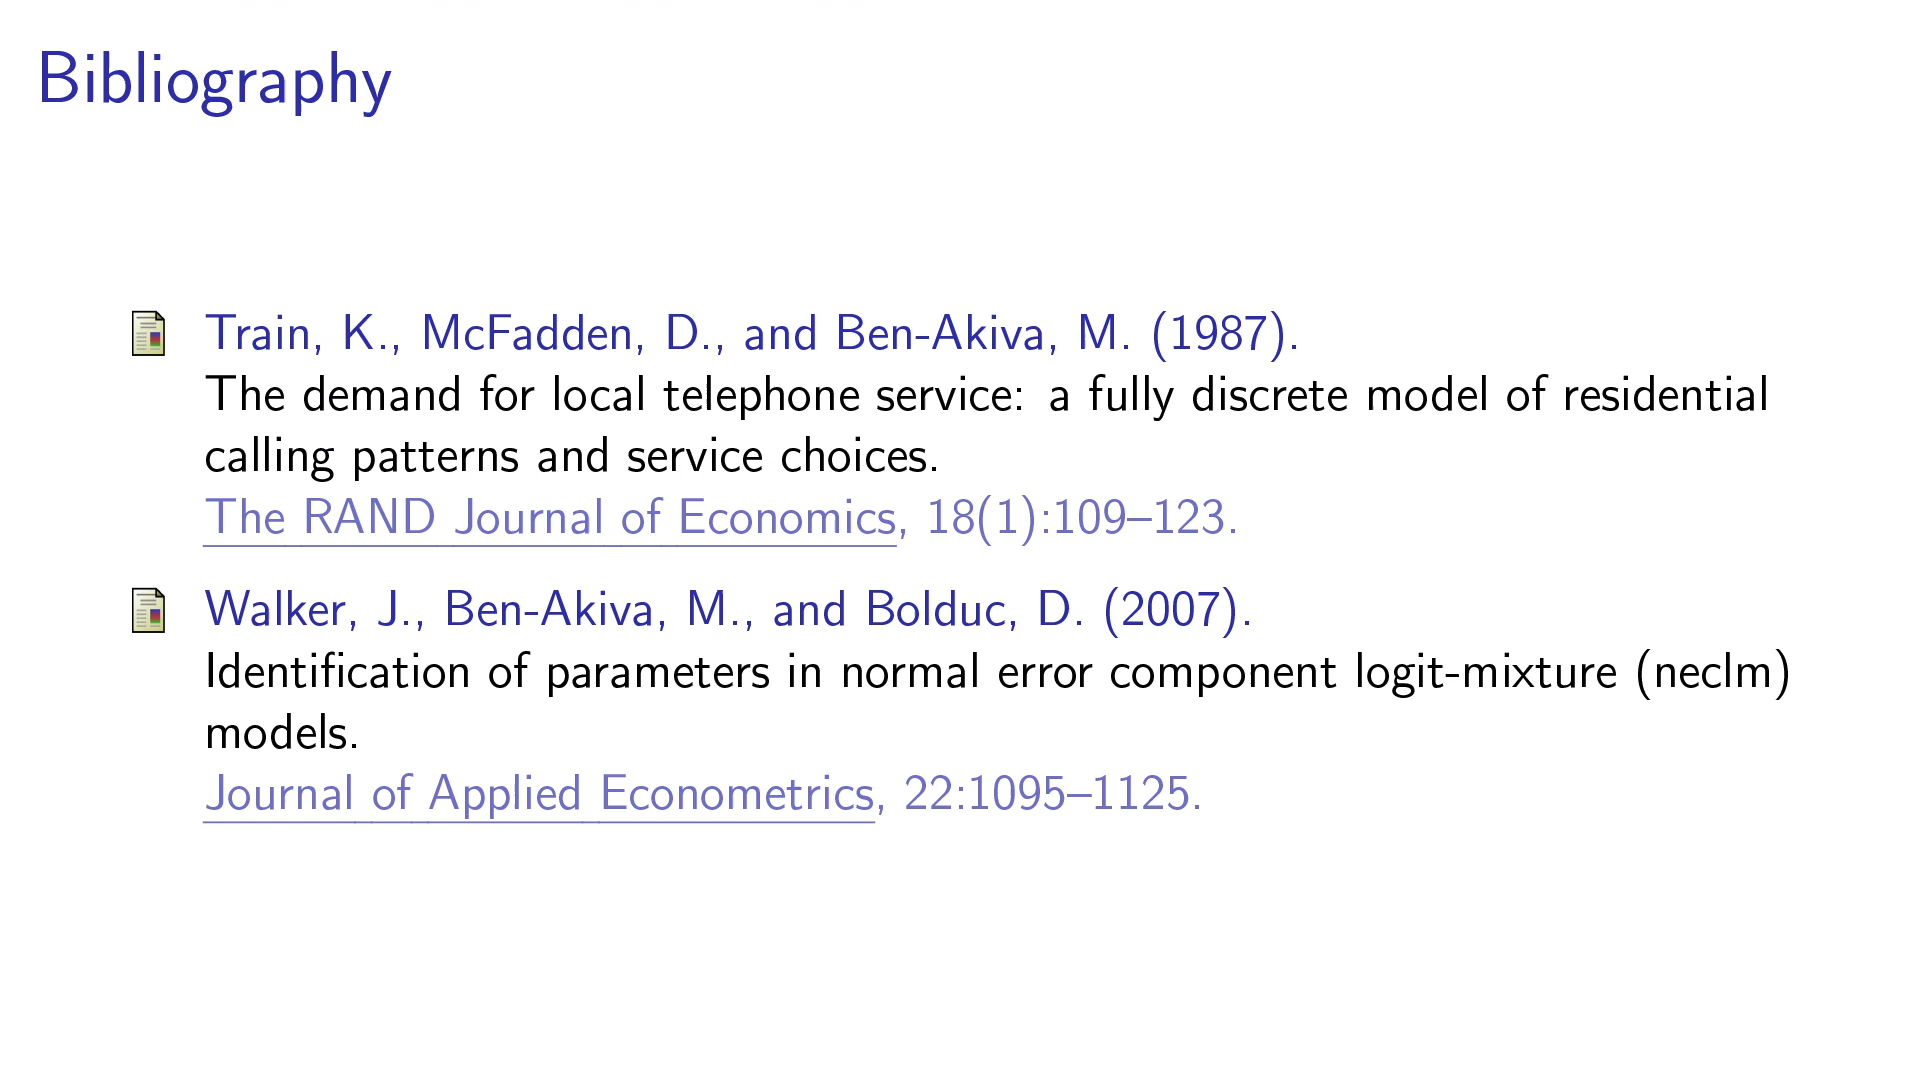 Bibliography
Train, K., McFadden, D., and Ben-Akiva, M. (1987).
The demand for local telephone service: a fully discrete model of residential
calling patterns and service choices.
The RAND Journal of Economics, 18(1):109–123.
Walker, J., Ben-Akiva, M., and Bolduc, D. (2007).
Identification of parameters in normal error component logit-mixture (neclm)
models.
Journal of Applied Econometrics, 22:1095–1125.